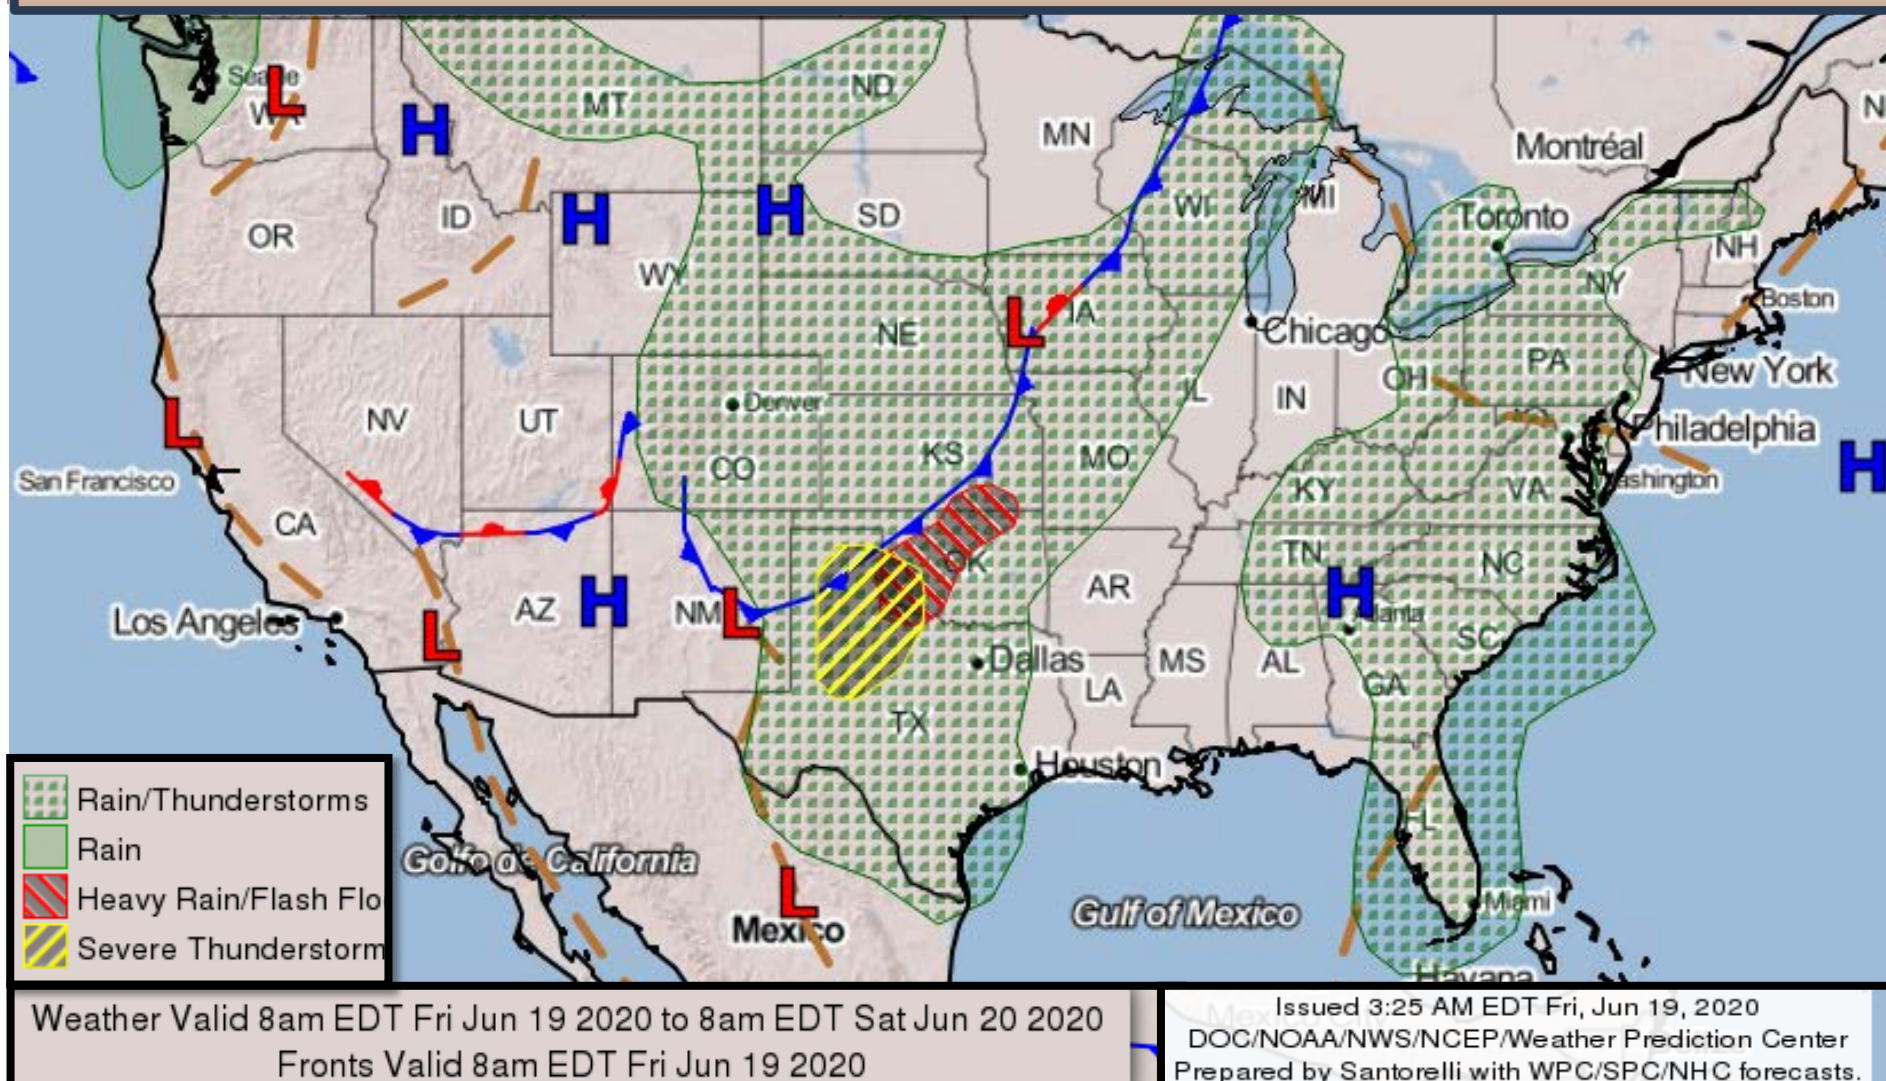 Seattle
WA
MT
ND
MN
Montréal
OR
ID
SD
WI
MI
Toronto
NH
WY
NY
Boston
NE
IA
Chicago
PA
New York
OH
Denver
IL
IN
Philadelphia
NV
UT
KS
MO
CO
San Francisco
KY
VA
Washington
CA
TN
NC
OK
AR
Los Angeles
AZ
NM
Atlanta
SC
Dallas
MS
AL
LA
GA
TX
Houston
FL
Golfo de California
Gulf of Mexico
Miami
Mexico
Havana
H
H
H
H
H
H
L
L
L
L
L
L
Rain/Thunderstorms
Rain
Heavy Rain/Flash Flo
Severe Thunderstorm
Weather Valid 8am EDT Fri Jun 19 2020 to 8am EDT Sat Jun 20 2020
Fronts Valid 8am EDT Fri Jun 19 2020
Mexico City
Issued 3:25 AM EDT Fri, Jun 19, 2020
DOC/NOAA/NWS/NCEP/Weather Prediction Center
Prepared by Santorelli with WPC/SPC/NHC forecasts.